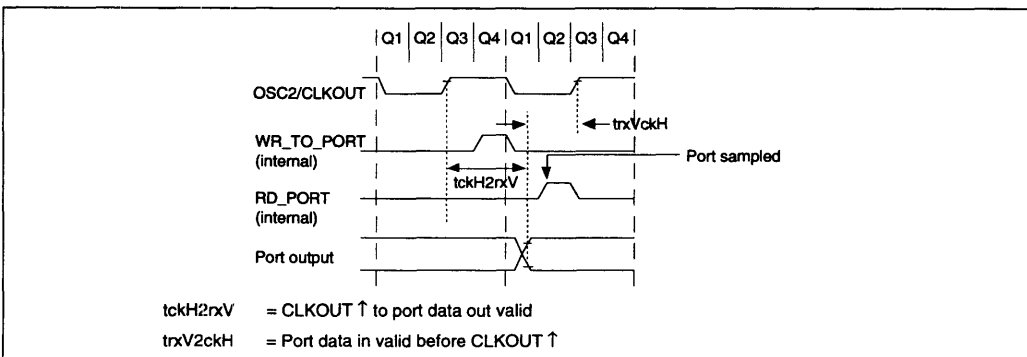 Q1 Q2 Q3 Q4 Q1 Q2 Q3 Q4
OSC2/CLKOUT
trxVckH
WR_TO_PORT
(internal)
Port sampled
tckH2rxV
RD_PORT
(internal)
Port output
tckH2rxV = CLKOUT ↑ to port data out valid
trxV2ckH = Port data in valid before CLKOUT ↑